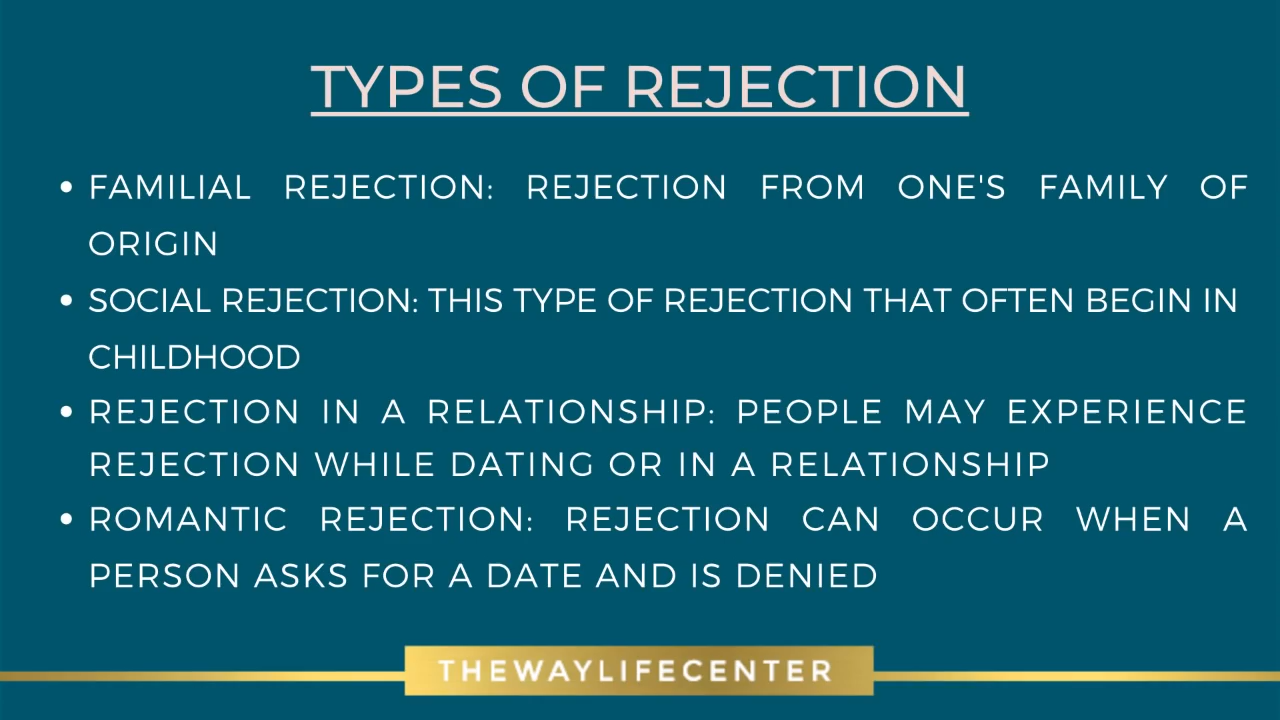 TYPES OF REJECTION
• FAMILIAL REJECTION: REJECTION FROM ONE'S FAMILY OF
ORIGIN
• SOCIAL REJECTION: THIS TYPE OF REJECTION THAT OFTEN BEGIN IN
CHILDHOOD
• REJECTION IN A RELATIONSHIP: PEOPLE MAY EXPERIENCE
REJECTION WHILE DATING OR IN A RELATIONSHIP
• ROMANTIC REJECTION: REJECTION CAN OCCUR WHEN A
PERSON ASKS FOR A DATE AND IS DENIED
THEWAYLIFECENTER